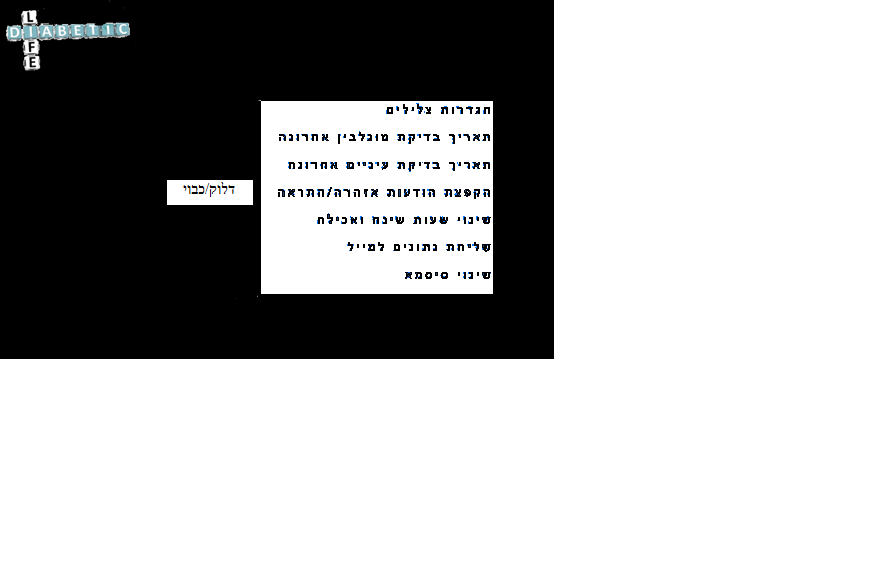 DIABETIC
LIFE
הגדרות צלילים
תאריך בדיקת מוגלבין אחרונה
תאריך בדיקת עיניים אחרונה
הקפצת הודעות אזהרה/התראה
דלוק/כבוי
שינוי שעות שינה ואכילה
שליחת נתונים למייל
שינוי סיסמא